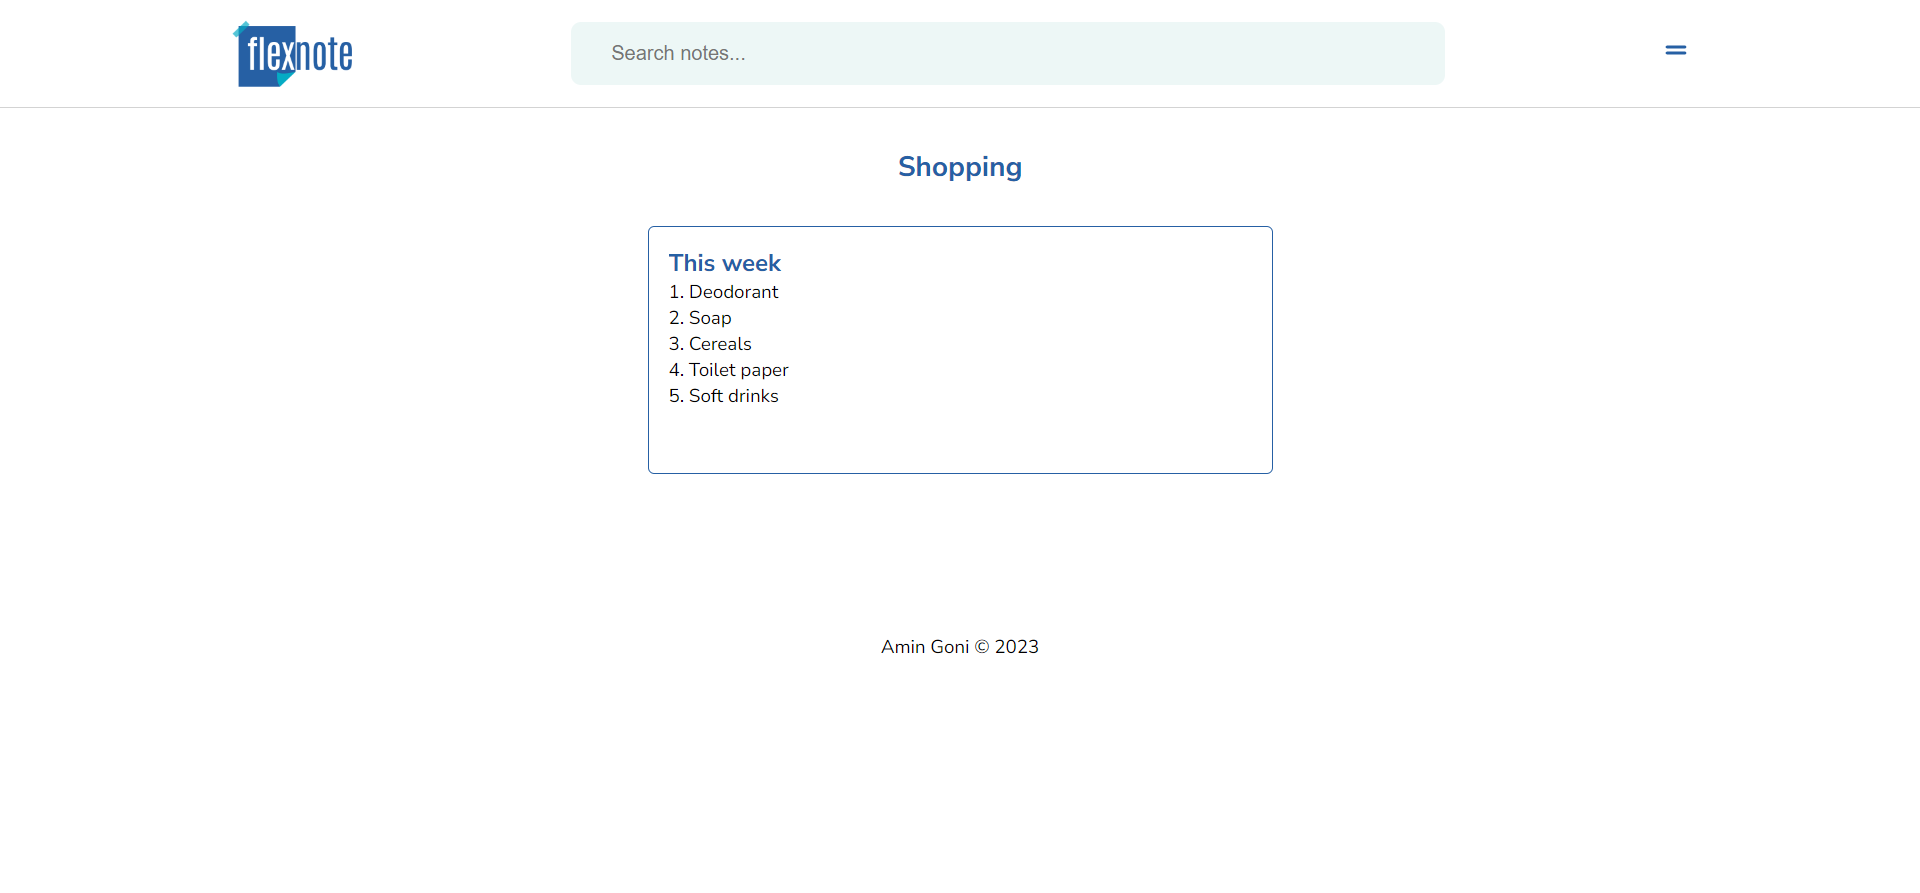 flexnote
Search notes...
Shopping
This week
1. Deodorant
2. Soap
3. Cereals
4. Toilet paper
5. Soft drinks
Amin Goni © 2023